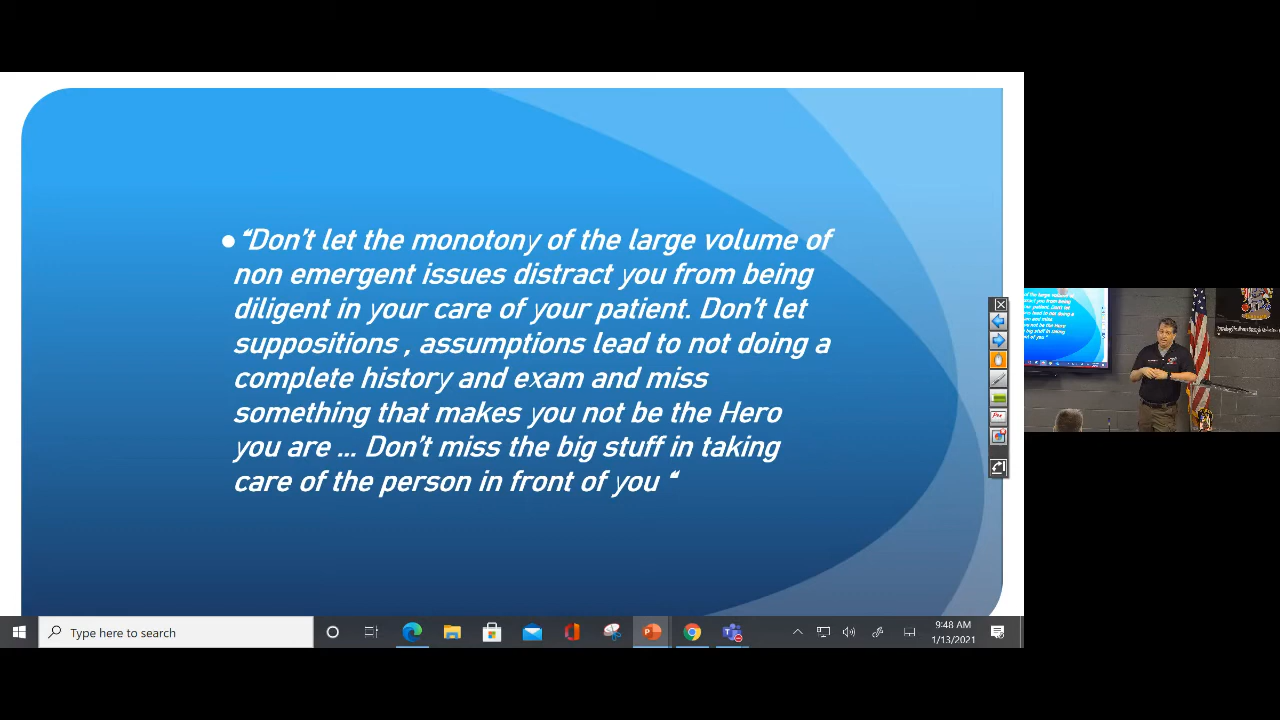 ● “Don’t let the monotony of the large volume of
non emergent issues distract you from being
diligent in your care of your patient. Don’t let
suppositions , assumptions lead to not doing a
complete history and exam and miss
something that makes you not be the Hero
you are ... Don’t miss the big stuff in taking
care of the person in front of you “
Type here to search
9:48 AM
1/13/2021